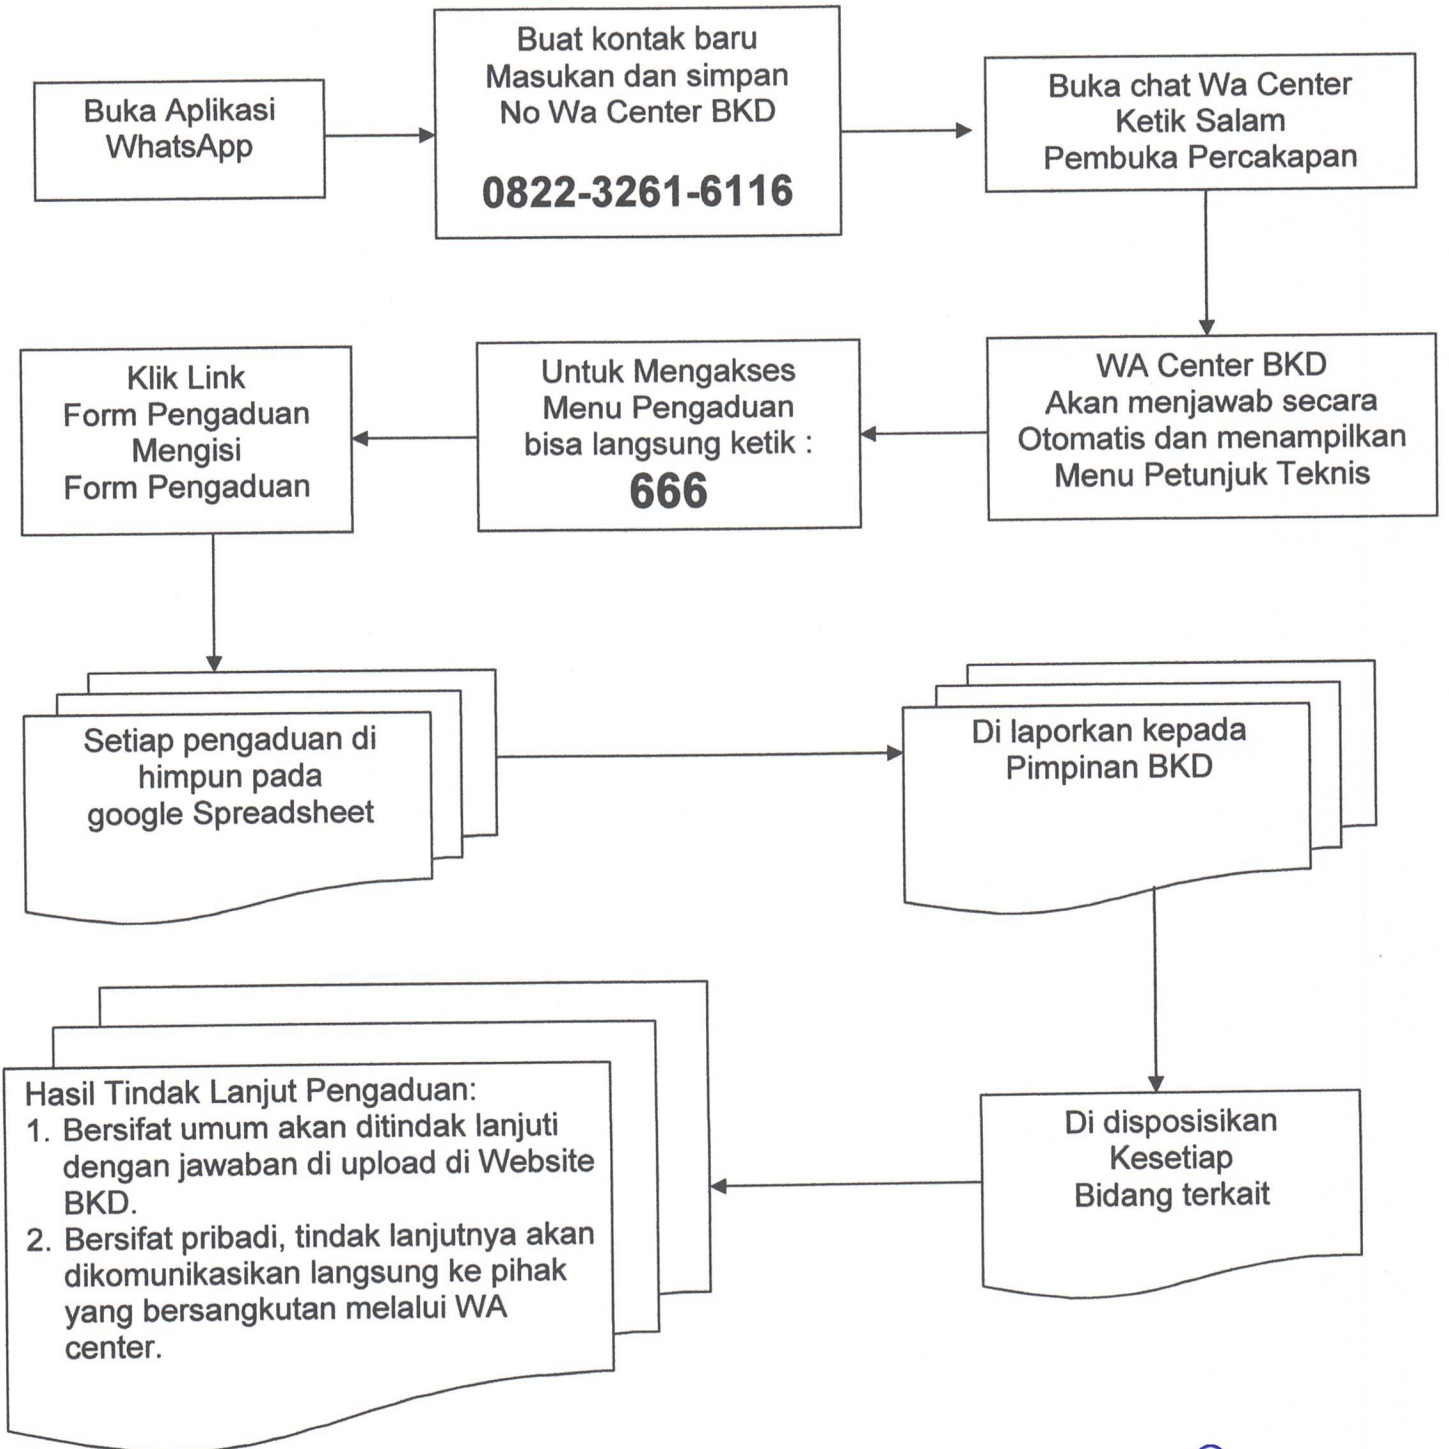 Buka Aplikasi
WhatsApp
Buat kontak baru
Masukan dan simpan
No Wa Center BKD
0822-3261-6116
Buka chat Wa Center
Ketik Salam
Pembuka Percakapan
WA Center BKD
Akan menjawab secara
Otomatis dan menampilkan
Menu Petunjuk Teknis
Untuk Mengakses
Menu Pengaduan
bisa langsung ketik :
666
Klik Link
Form Pengaduan
Mengisi
Form Pengaduan
Setiap pengaduan di
himpun pada
google Spreadsheet
Di laporkan kepada
Pimpinan BKD
Di disposisikan
Kesetiap
Bidang terkait
Hasil Tindak Lanjut Pengaduan:
1. Bersifat umum akan ditindak lanjuti
dengan jawaban di upload di Website
BKD.
2. Bersifat pribadi, tindak lanjutnya akan
dikomunikasikan langsung ke pihak
yang bersangkutan melalui WA
center.